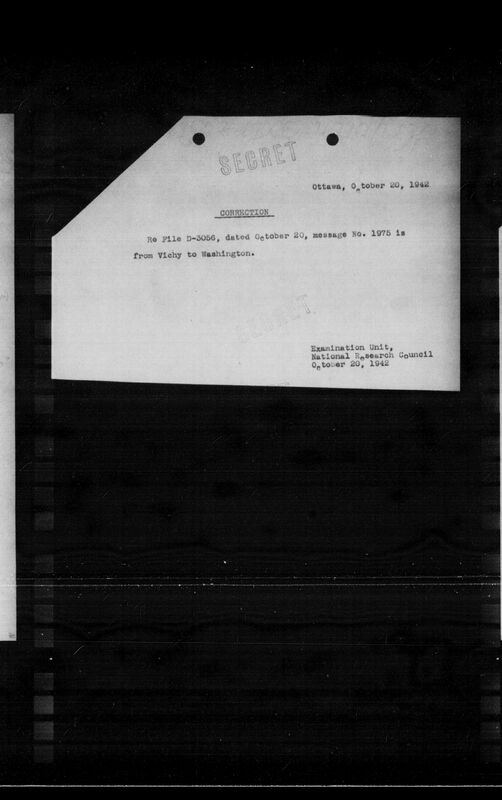 SECRET
Ottawa, October 20, 1942
CORRECTION
Re File D-3056, dated October 20, message No. 1975 is
from Vichy to Washington.
SECRET
Examination Unit,
National Research Council
October 20, 1942